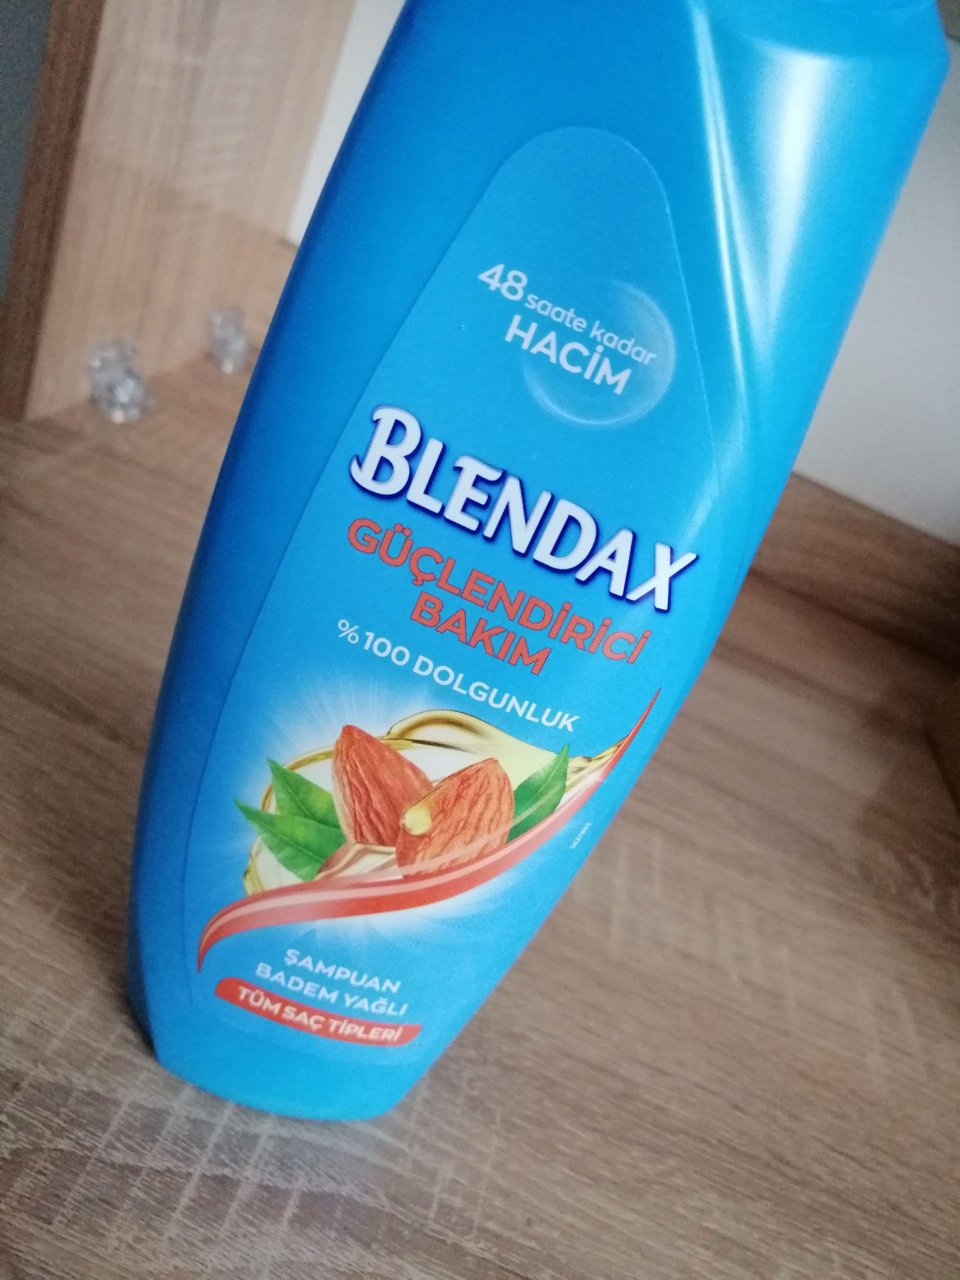 48 saate kadar
HACİM
BLENDAX
GÜÇLENDİRİCİ
BAKIM
%100 DOLGUNLUK
ŞAMPUAN
BADEM YAĞLI
TÜM SAÇ TİPLERİ